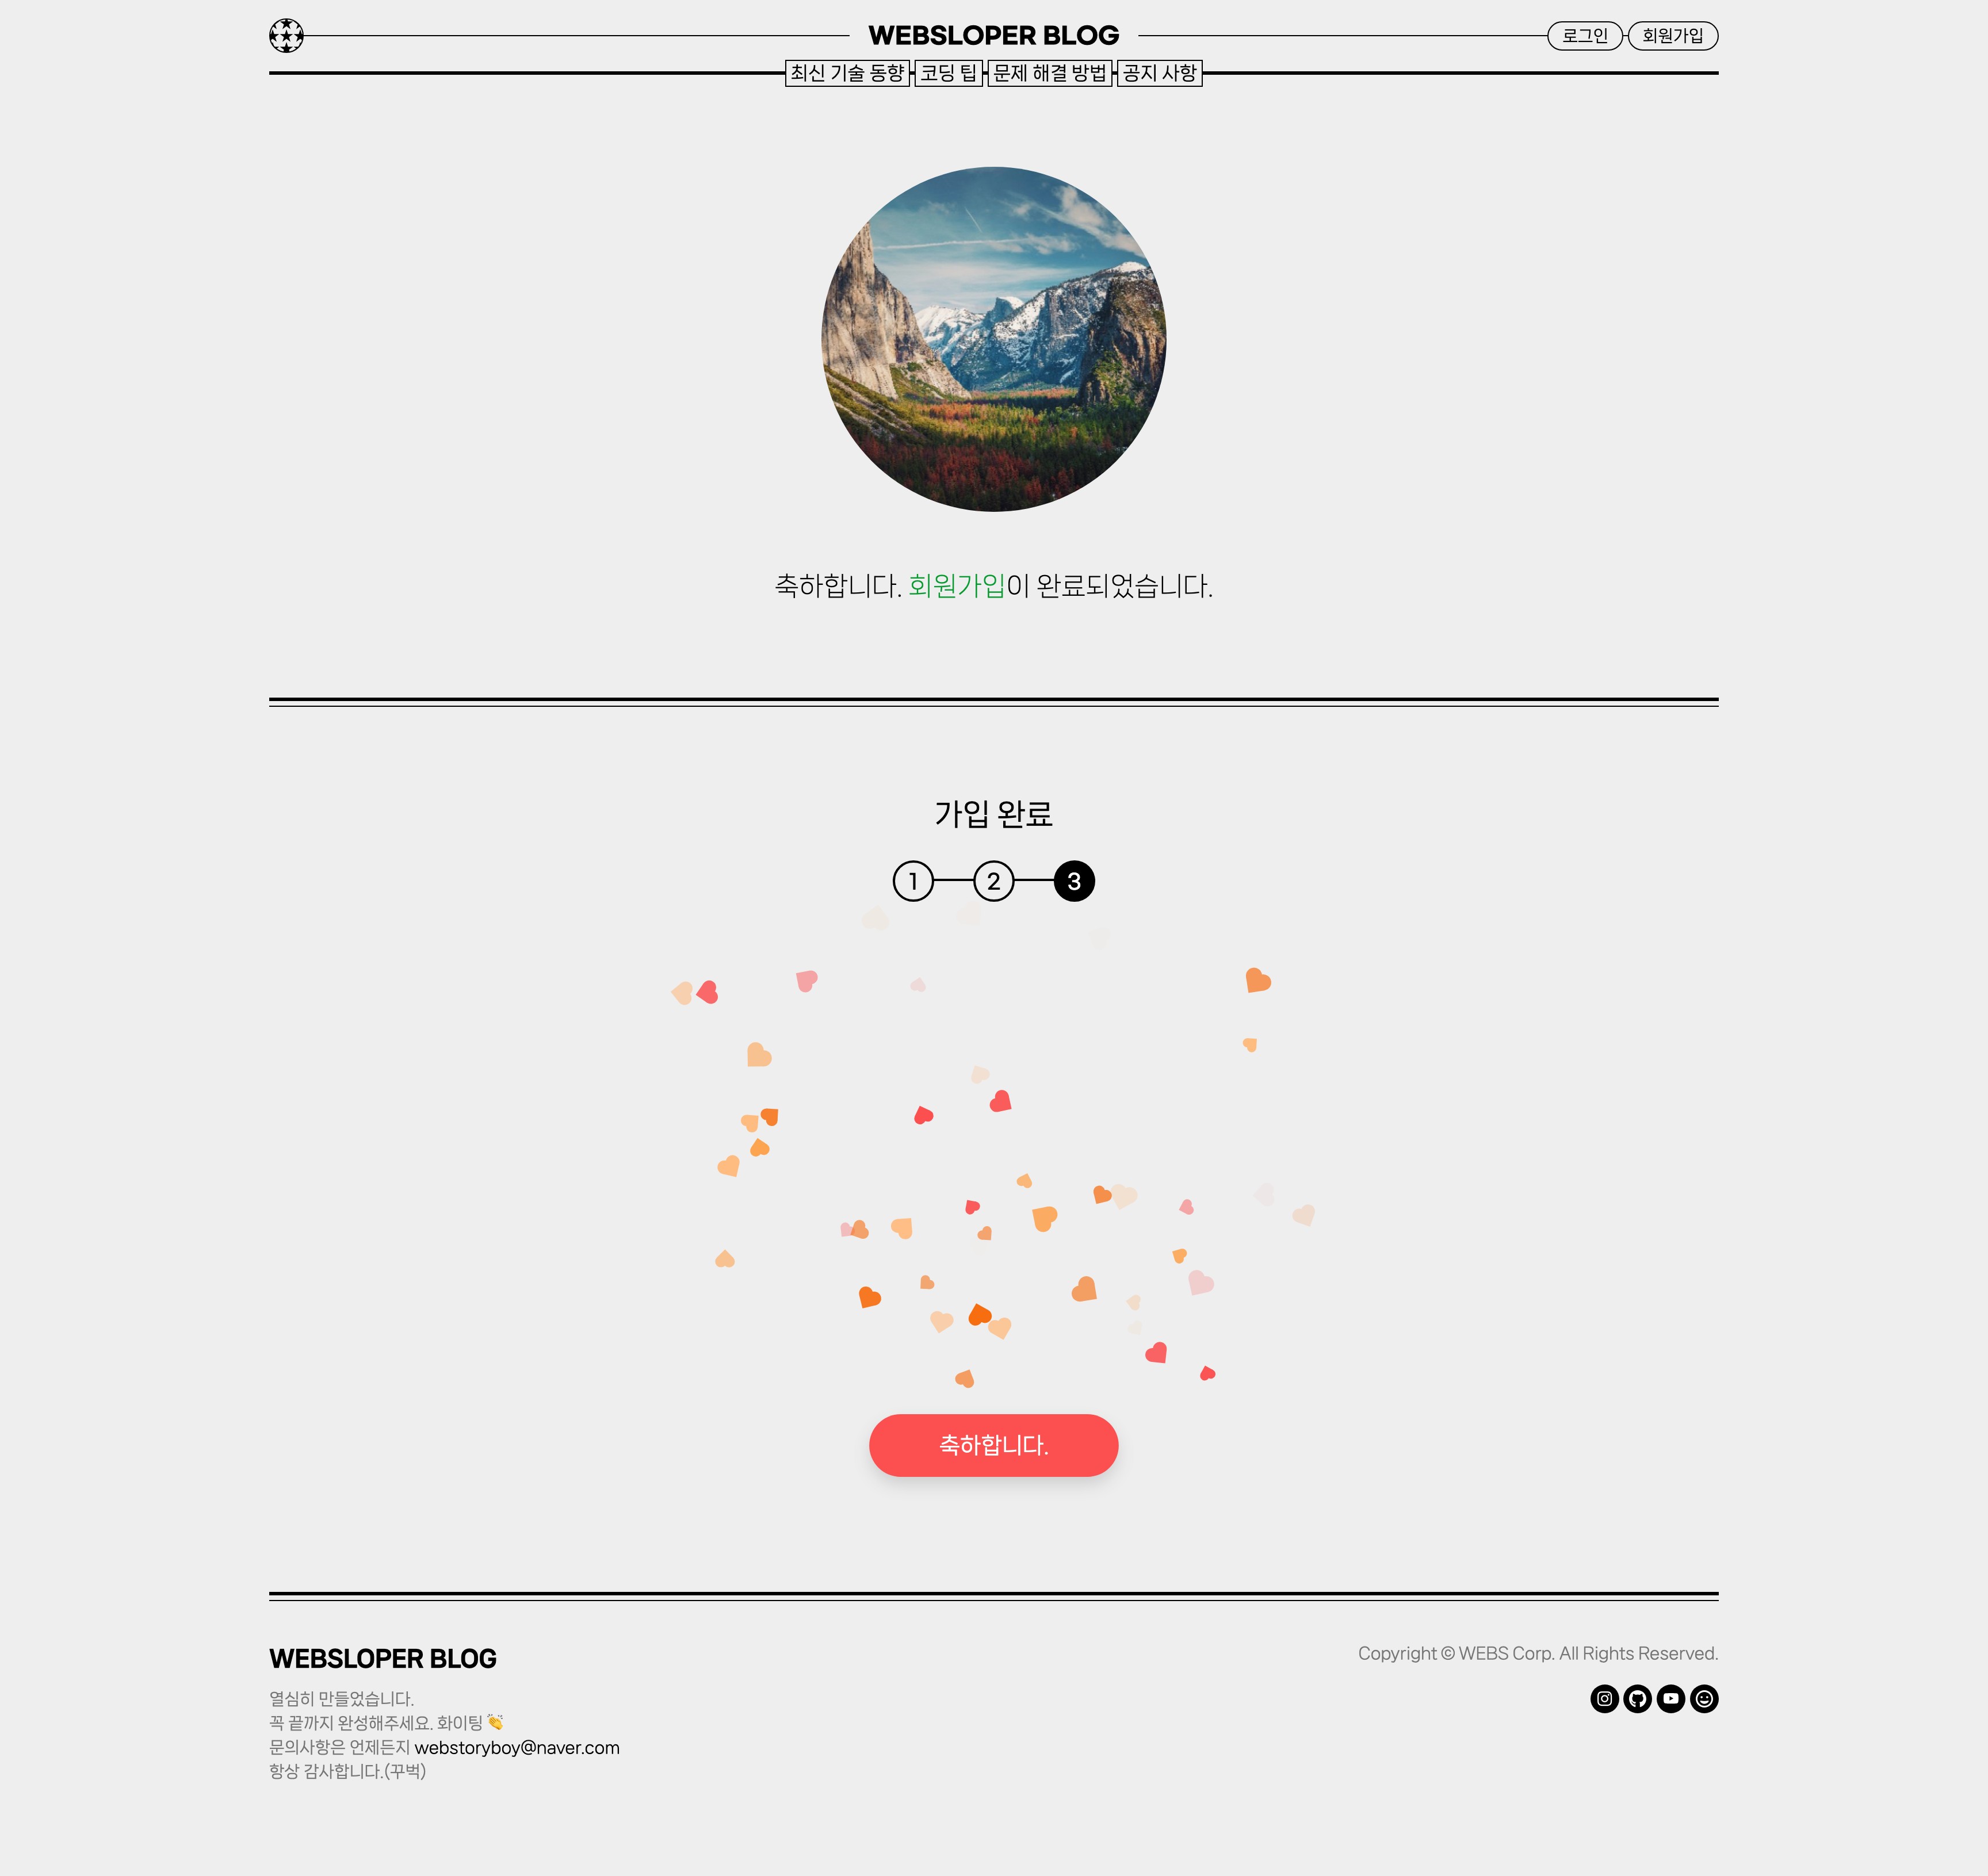 WEBSLOPER BLOG
로그인 회원가입
최신 기술 동향 코딩 팁 문제 해결 방법 공지 사항
축하합니다. 회원가입이 완료되었습니다.
가입 완료
1 2 3
축하합니다.
WEBSLOPER BLOG
열심히 만들었습니다.
꼭 끝까지 완성해주세요. 화이팅 👏
문의사항은 언제든지 webstoryboy@naver.com
항상 감사합니다.(꾸벅)
Copyright © WEBS Corp. All Rights Reserved.